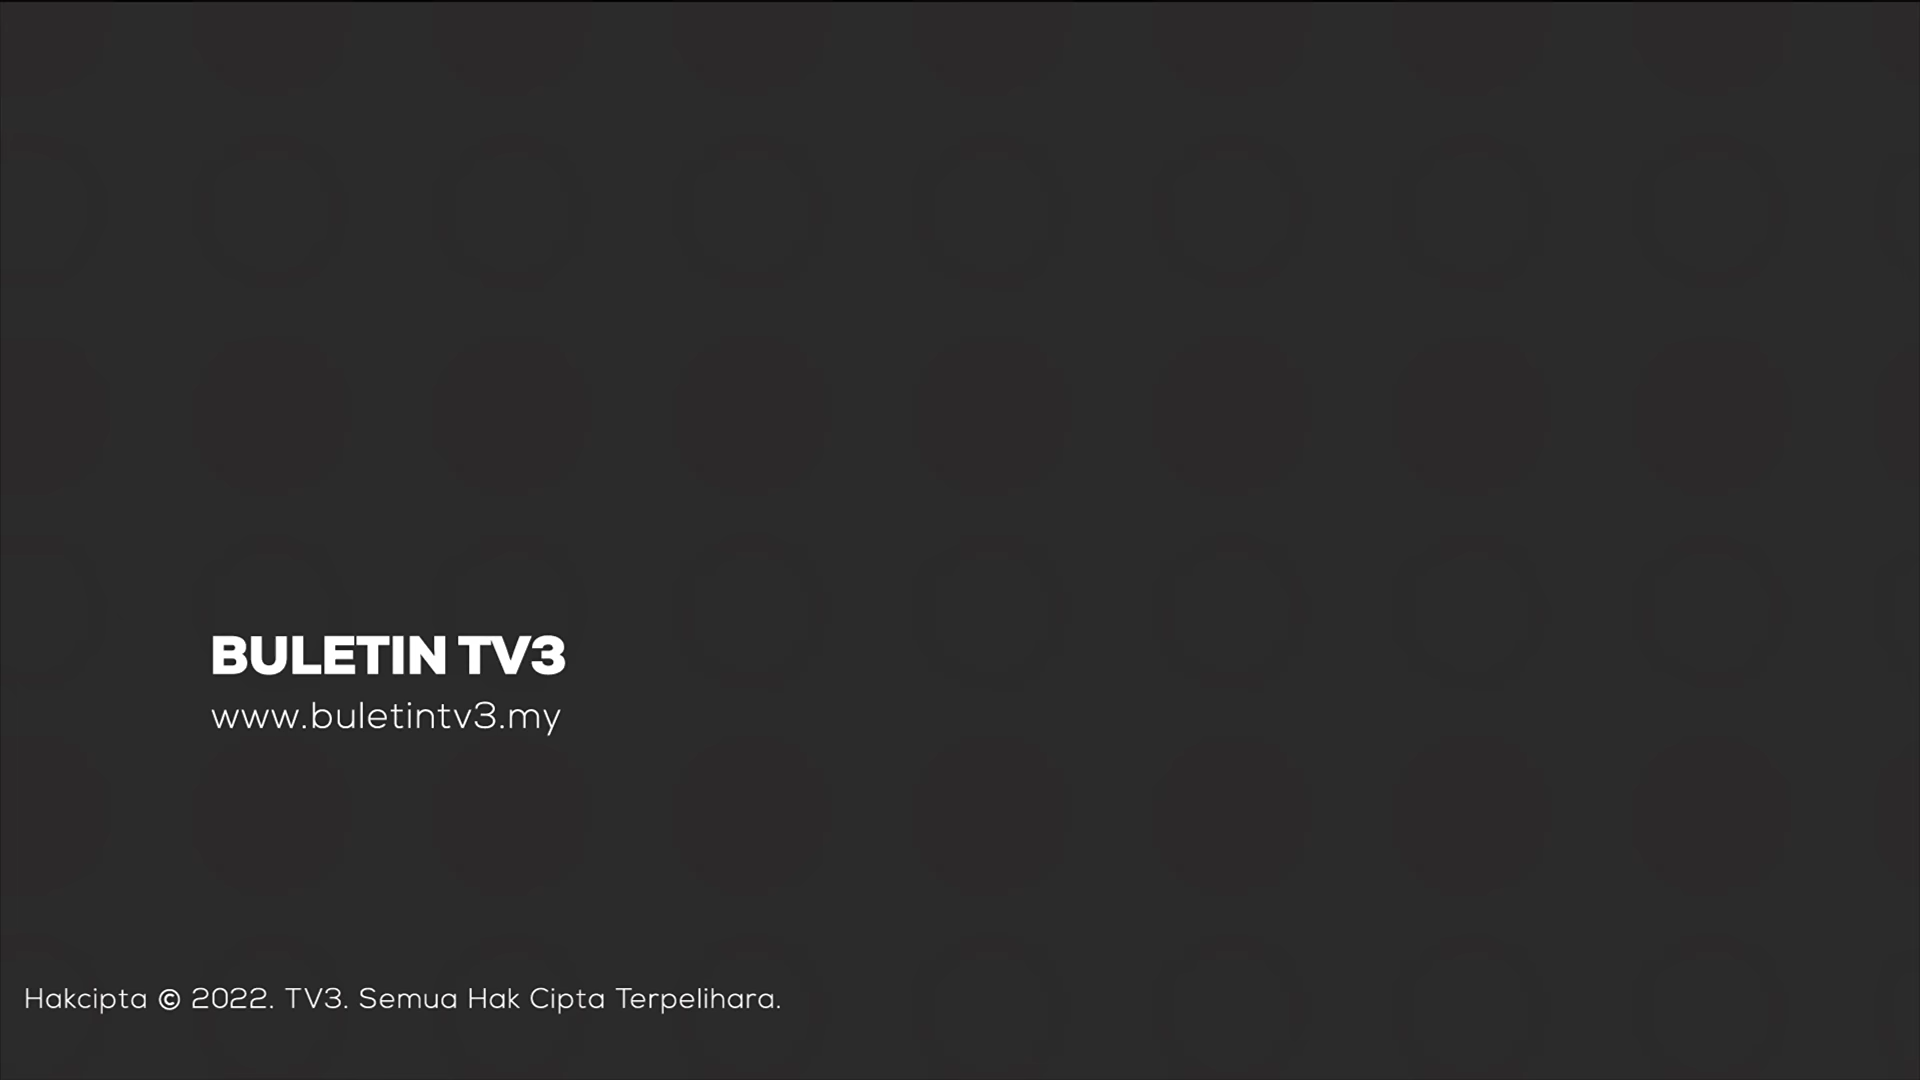 BULETIN TV3
www.buletintv3.my
Hakcipta © 2022. TV3. Semua Hak Cipta Terpelihara.